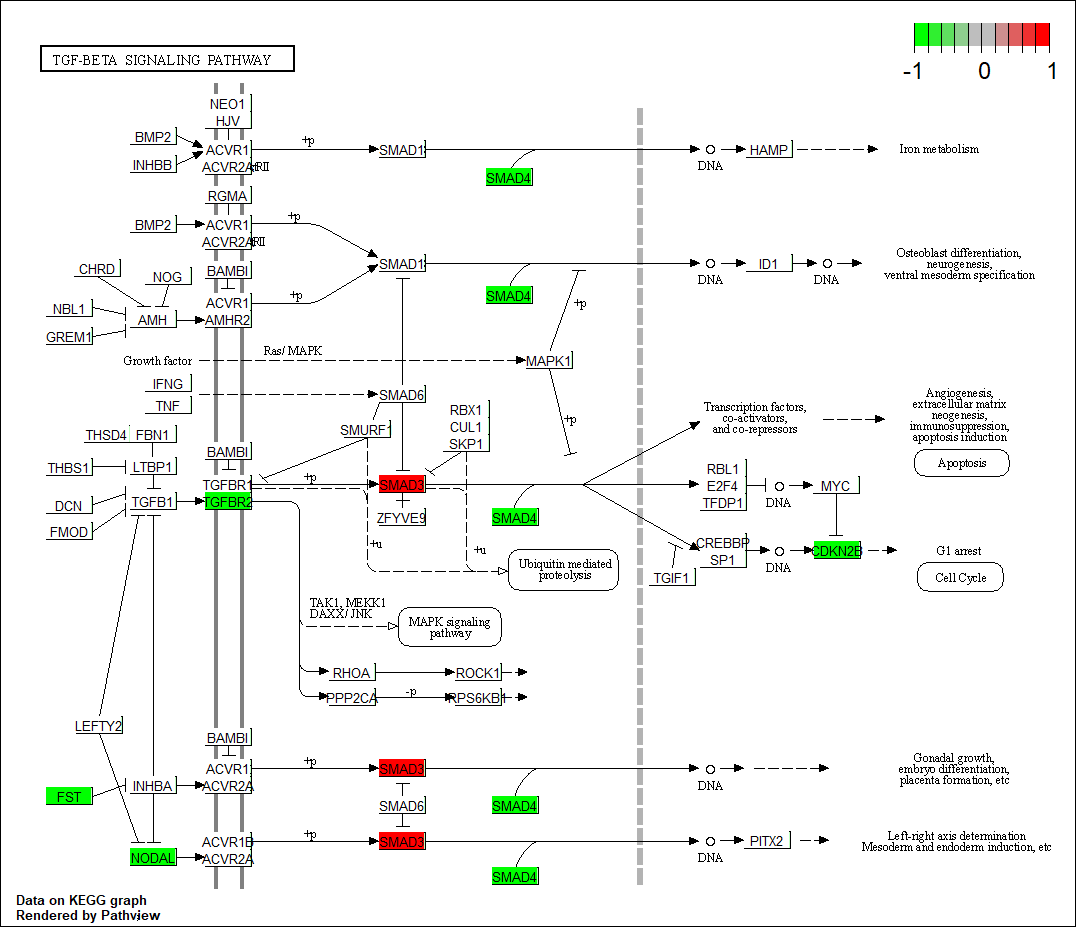 TGF-BETA SIGNALING PATHWAY
-1 0 1
NEO1
HJV
BMP2
INHBB
ACVR1
ACVR2A
RII
+p
SMAD1
SMAD4
DNA
HAMP
Iron metabolism
RGMA
BMP2
ACVR1
ACVR2A
RII
+p
SMAD1
SMAD4
DNA
ID1
DNA
Osteoblast differentiation,
neurogenesis,
ventral mesoderm specification
CHRD
NOG
BAMBI
NBL1
GREM1
AMH
ACVR1
AMHR2
+p
+p
Growth factor
Ras/ MAPK
MAPK1
IFNG
TNF
SMAD6
+p
SMURF1
RBX1
CUL1
SKP1
Transcription factors,
co-activators,
and co-repressors
Angiogenesis,
extracellular matrix
neogenesis,
immunosuppression,
apoptosis induction
Apoptosis
THSD4
FBN1
THBS1
LTBP1
DCN
FMOD
TGFB1
BAMBI
TGFBR1
TGFBR2
+p
SMAD3
ZFYVE9
SMAD4
+u
+u
Ubiquitin mediated
proteolysis
RBL1
E2F4
TFDP1
DNA
MYC
CREBBP
SP1
TGIF1
DNA
CDKN2B
G1 arrest
Cell Cycle
TAK1, MEKK1
DAXX/ JNK
MAPK signaling
pathway
RHOA
ROCK1
PPP2CA
-p
RPS6KB1
LEFTY2
BAMBI
FST
INHBA
ACVR1
ACVR2A
+p
SMAD3
SMAD4
DNA
Gonadal growth,
embryo differentiation,
placenta formation, etc
SMAD6
NODAL
ACVR1B
ACVR2A
+p
SMAD3
SMAD4
DNA
PITX2
Left-right axis determination
Mesoderm and endoderm induction, etc
Data on KEGG graph
Rendered by Pathview